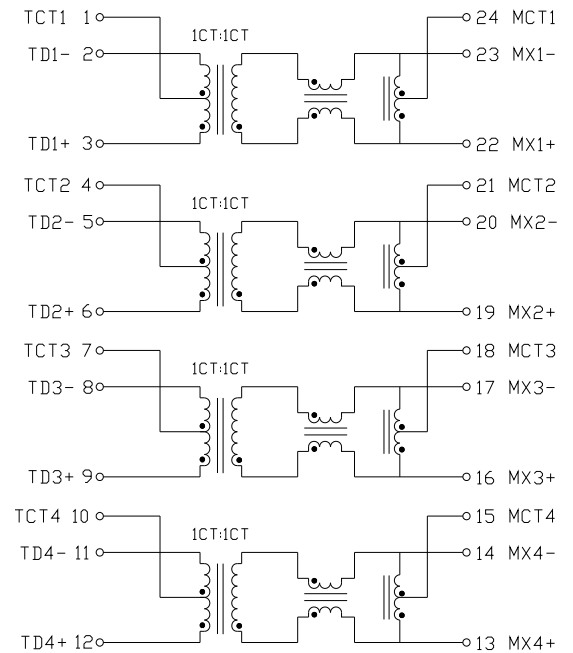 TCT1 1 24 MCT1
1CT:1CT
TD1- 2 23 MX1-
TD1+ 3 22 MX1+
TCT2 4 21 MCT2
1CT:1CT
TD2- 5 20 MX2-
TD2+ 6 19 MX2+
TCT3 7 18 MCT3
1CT:1CT
TD3- 8 17 MX3-
TD3+ 9 16 MX3+
TCT4 10 15 MCT4
1CT:1CT
TD4- 11 14 MX4-
TD4+ 12 13 MX4+